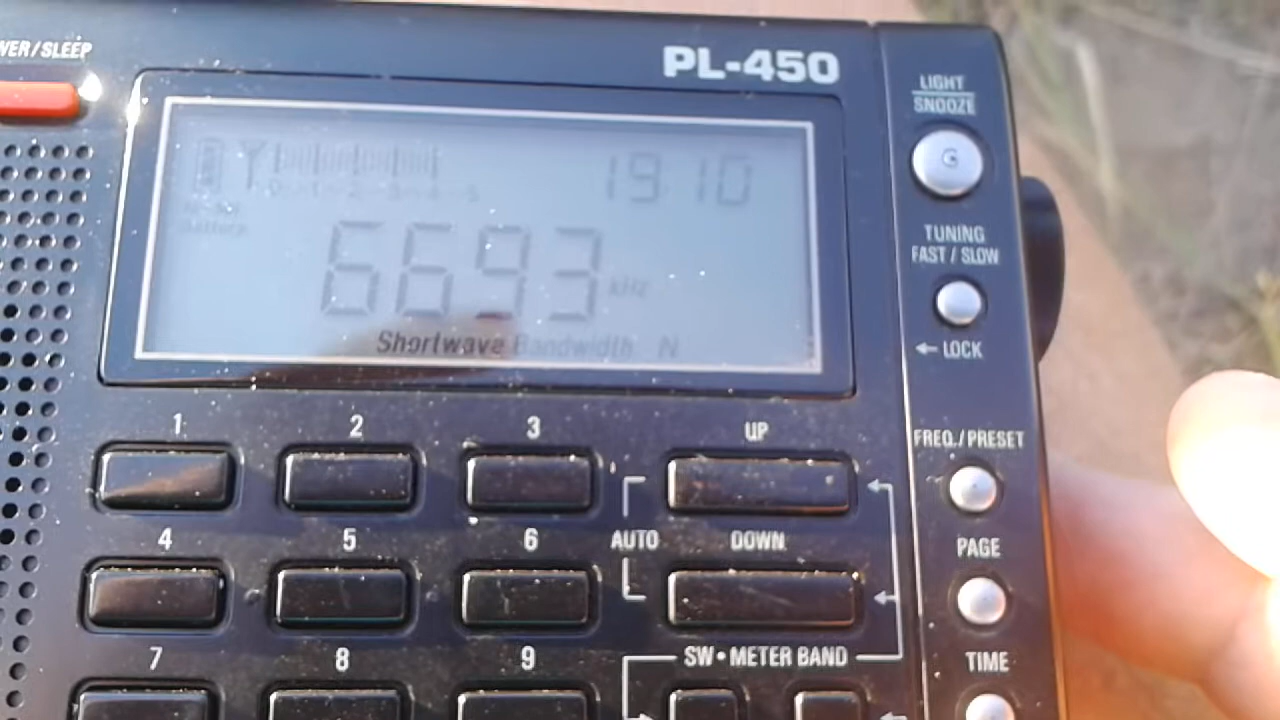 WER/SLEEP
PL-450
LIGHT
SNOOZE
1910
6693 kHz
Shortwave Bandwidth N
TUNING
FAST / SLOW
← LOCK
1 2 3 UP
FREQ./PRESET
4 5 6 AUTO DOWN
PAGE
7 8 9 SW•METER BAND
TIME